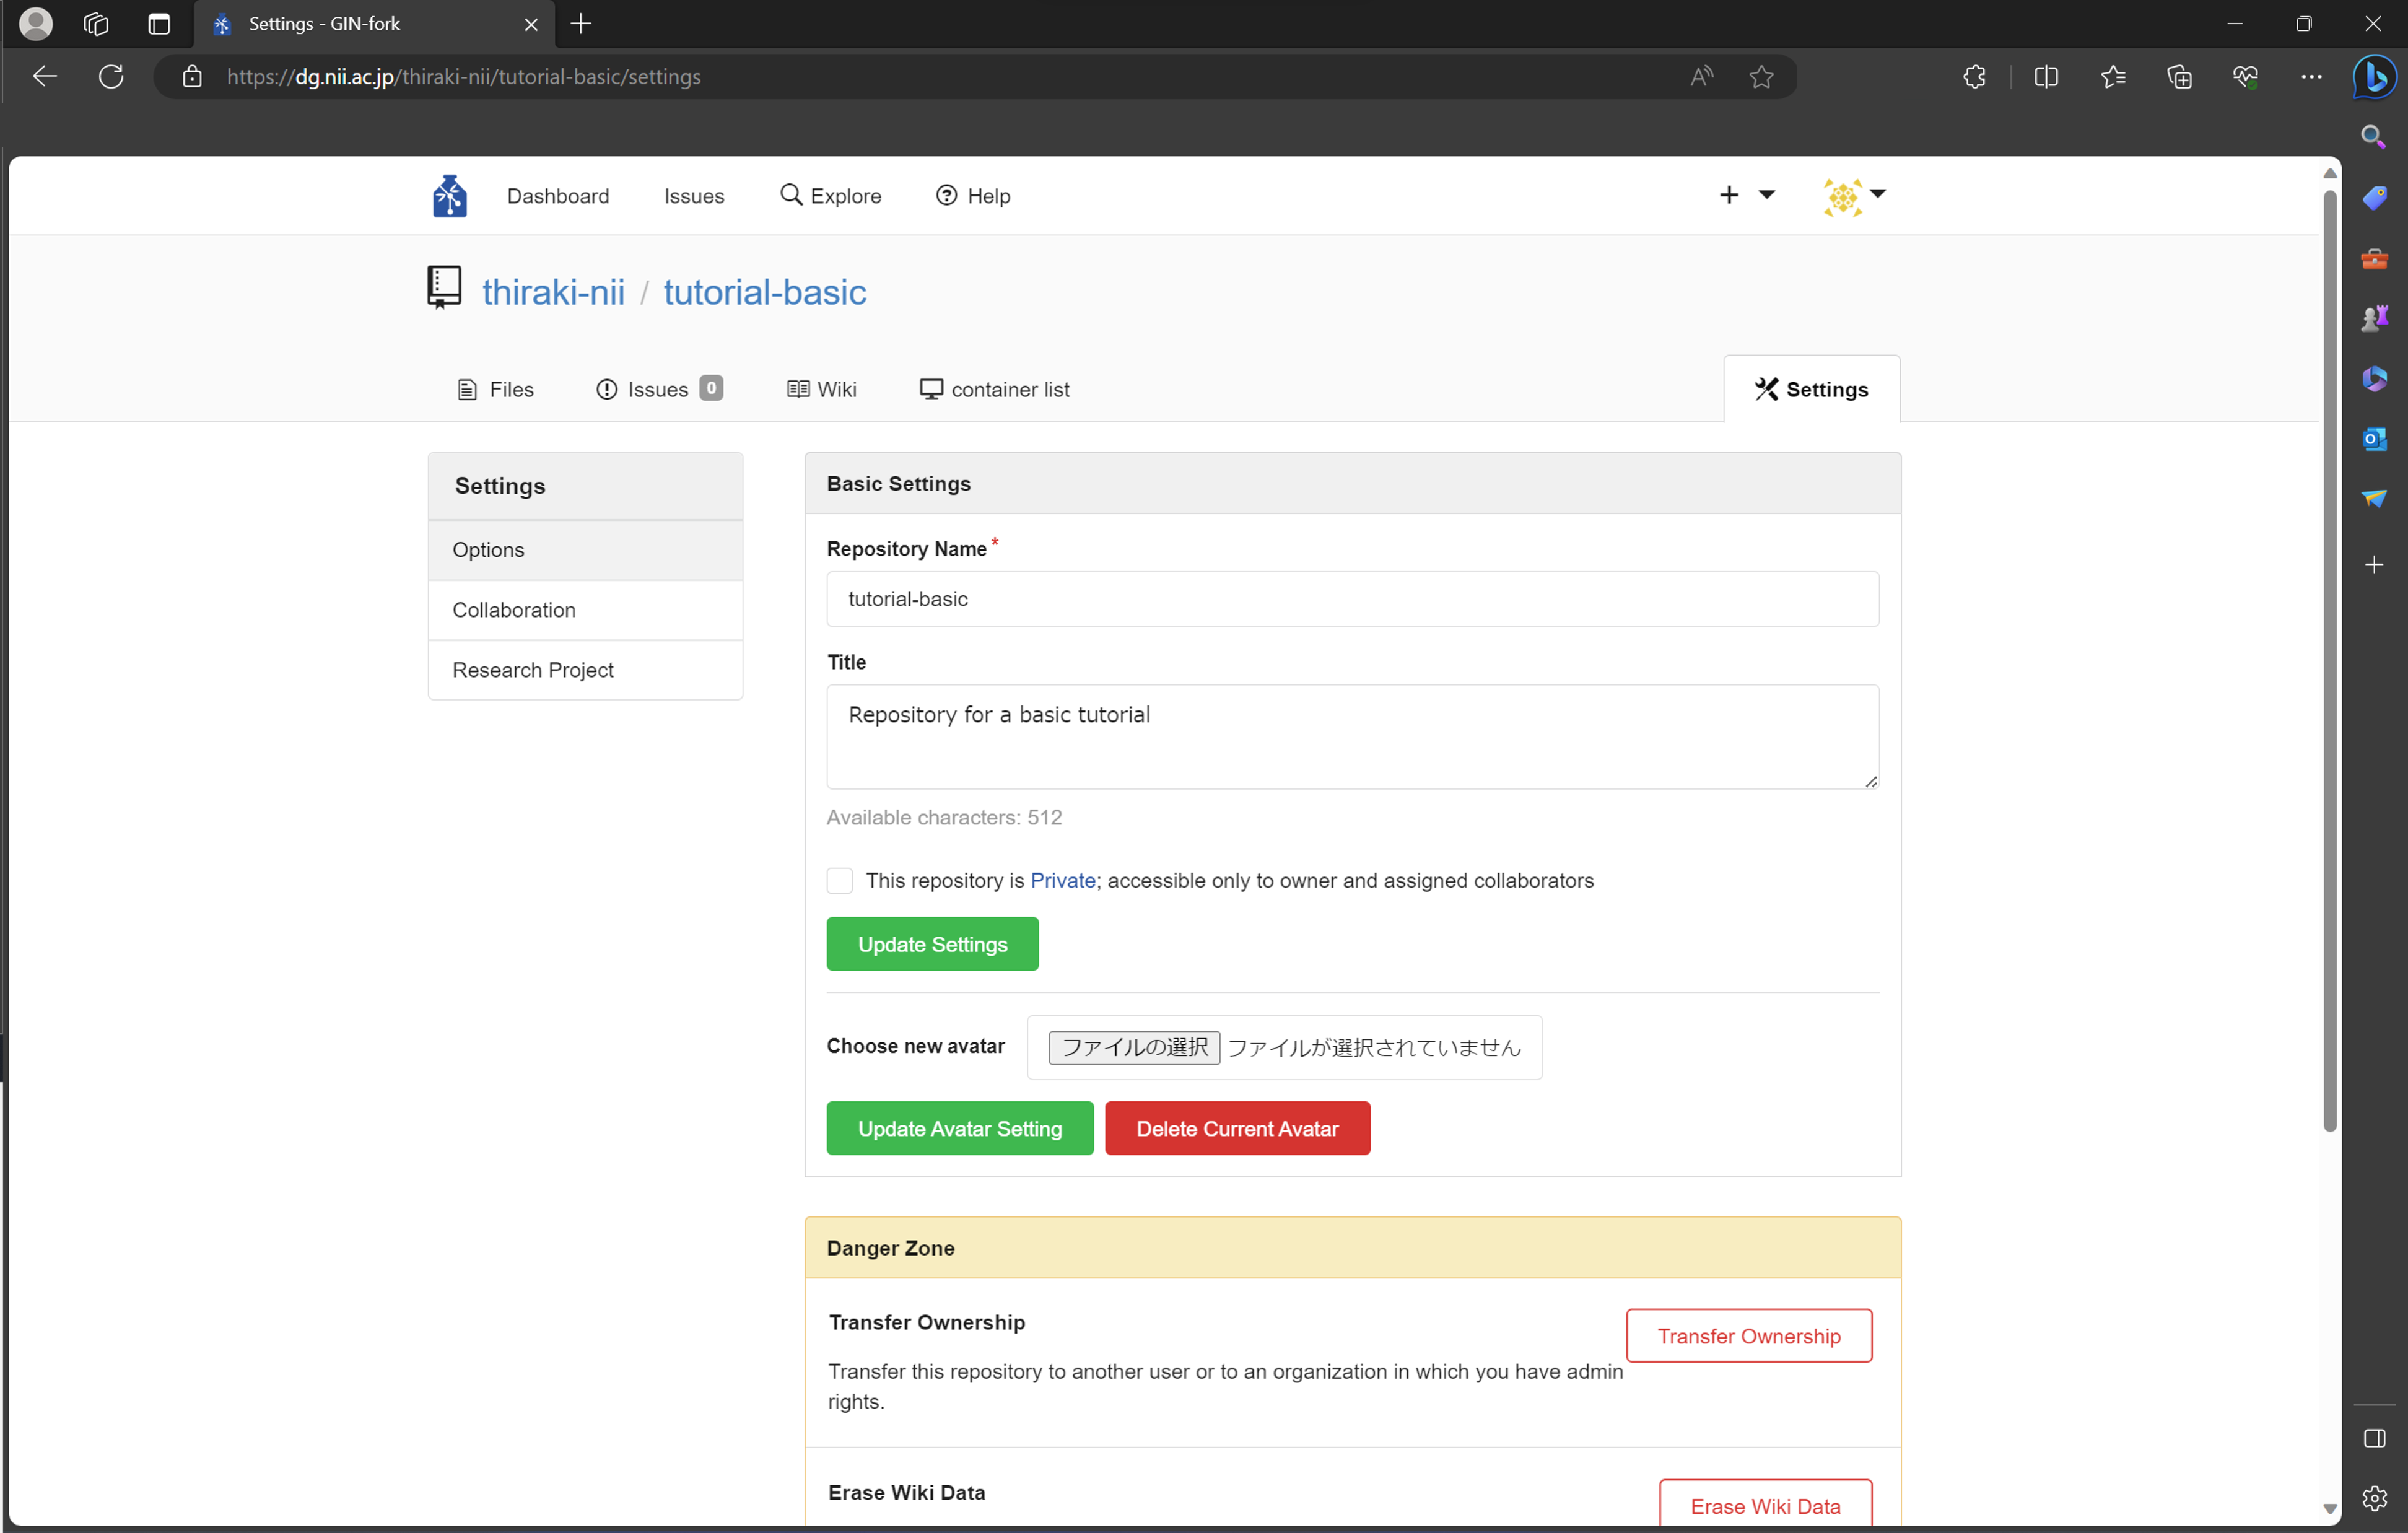 Settings - GIN-fork
https://dg.nii.ac.jp/thiraki-nii/tutorial-basic/settings
Dashboard Issues Explore Help
thiraki-nii / tutorial-basic
Files Issues 0 Wiki container list Settings
Settings
Options
Collaboration
Research Project
Basic Settings
Repository Name *
tutorial-basic
Title
Repository for a basic tutorial
Available characters: 512
This repository is Private; accessible only to owner and assigned collaborators
Update Settings
Choose new avatar ファイルの選択 ファイルが選択されていません
Update Avatar Setting Delete Current Avatar
Danger Zone
Transfer Ownership
Transfer Ownership
Transfer this repository to another user or to an organization in which you have admin
rights.
Erase Wiki Data
Erase Wiki Data